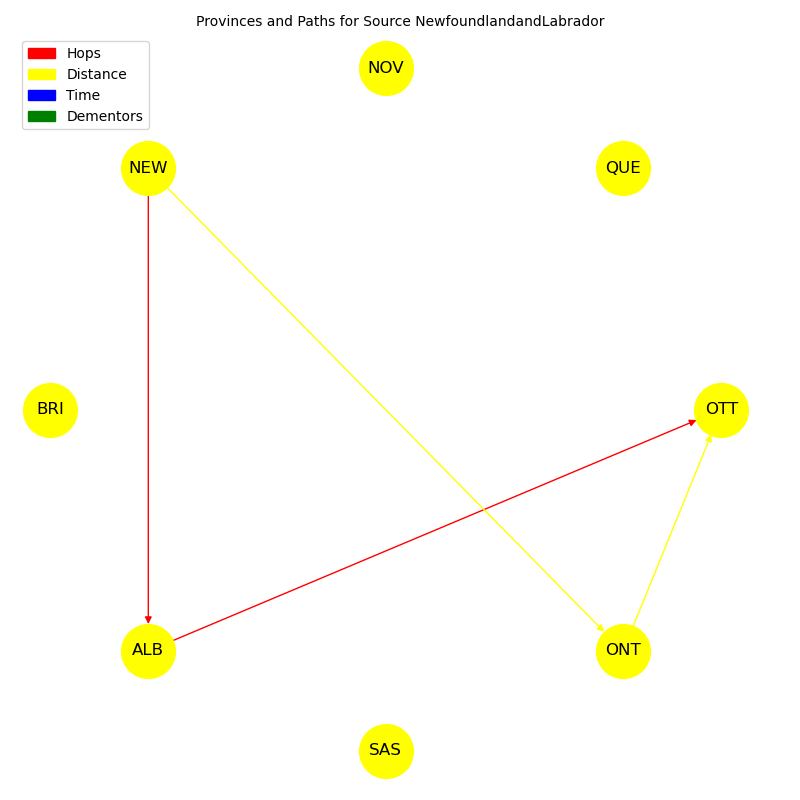 Provinces and Paths for Source NewfoundlandandLabrador
Hops
Distance
Time
Dementors
NOV
NEW
QUE
BRI
OTT
ALB
ONT
SAS